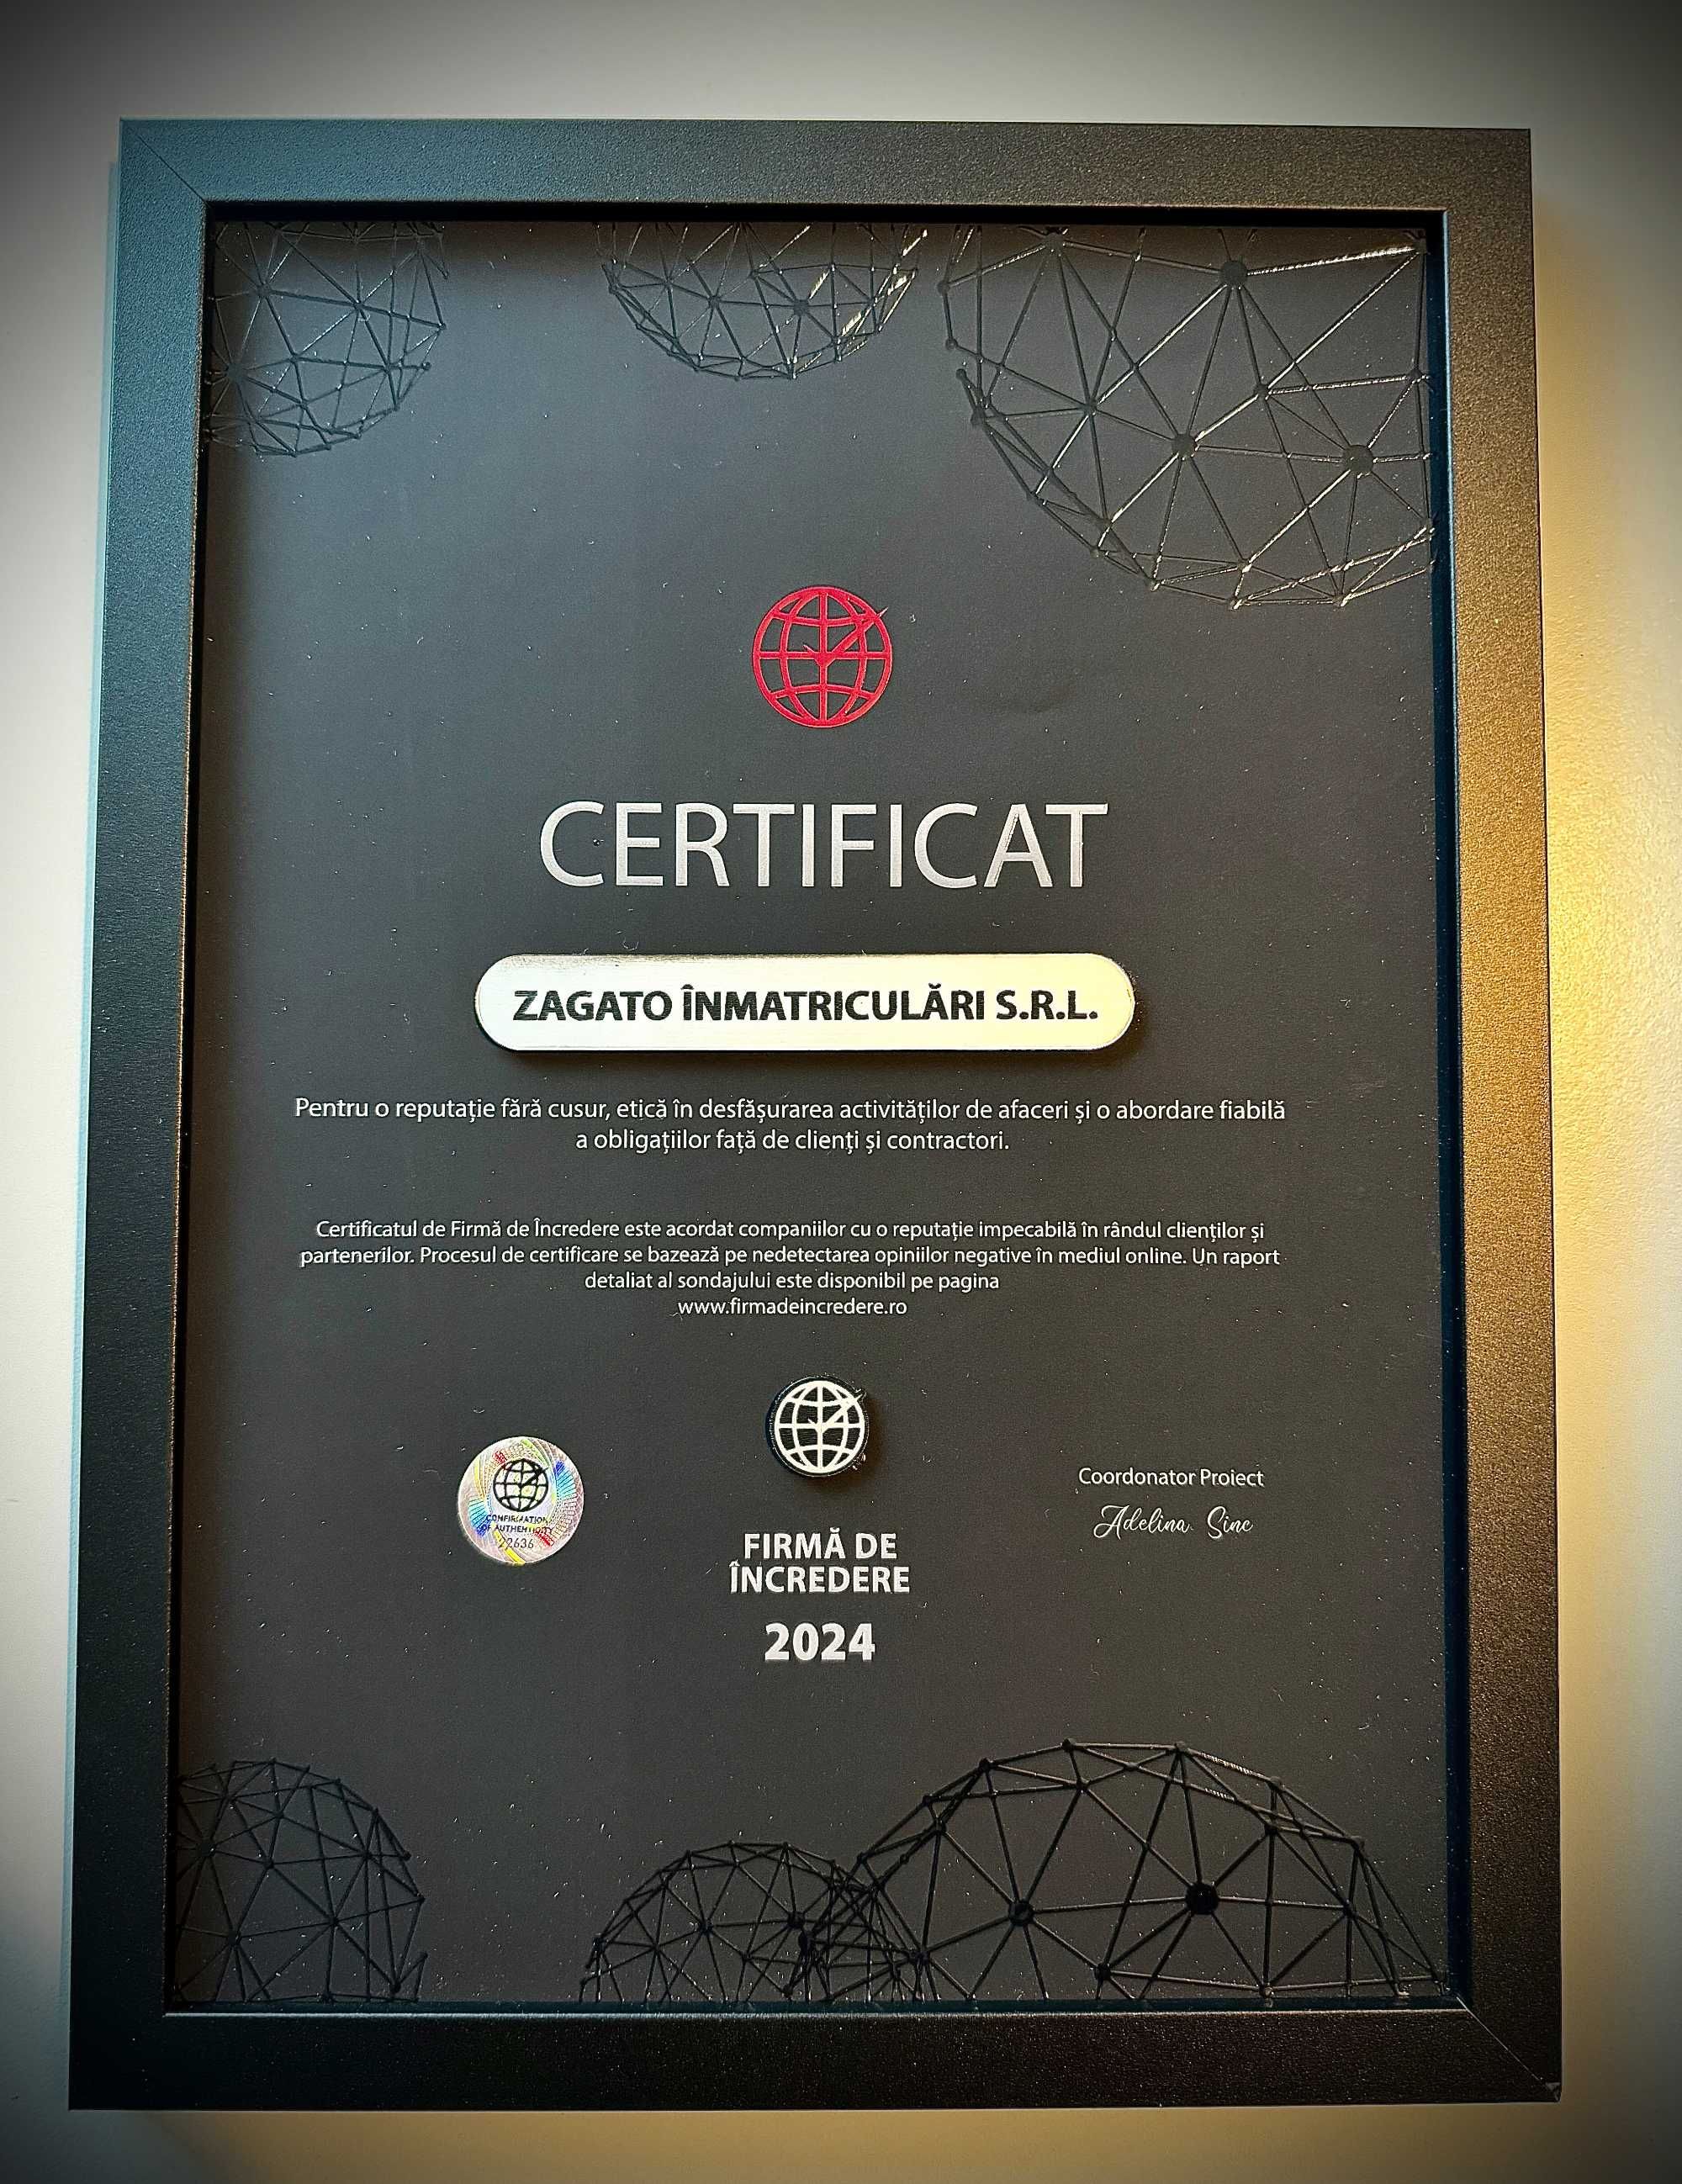 CERTIFICAT
ZAGATO ÎNMATRICULĂRI S.R.L.
Pentru o reputație fără cusur, etică în desfășurarea activităților de afaceri și o abordare fiabilă
a obligațiilor față de clienți și contractori.
Certificatul de Firmă de Încredere este acordat companiilor cu o reputație impecabilă în rândul clienților și
partenerilor. Procesul de certificare se bazează pe nedetectarea opiniilor negative în mediul online. Un raport
detaliat al sondajului este disponibil pe pagina
www.firmadeincredere.ro
CONFIRMATION
OF AUTHENTICITY
22636
FIRMĂ DE
ÎNCREDERE
2024
Coordonator Proiect
Adelina Sinc